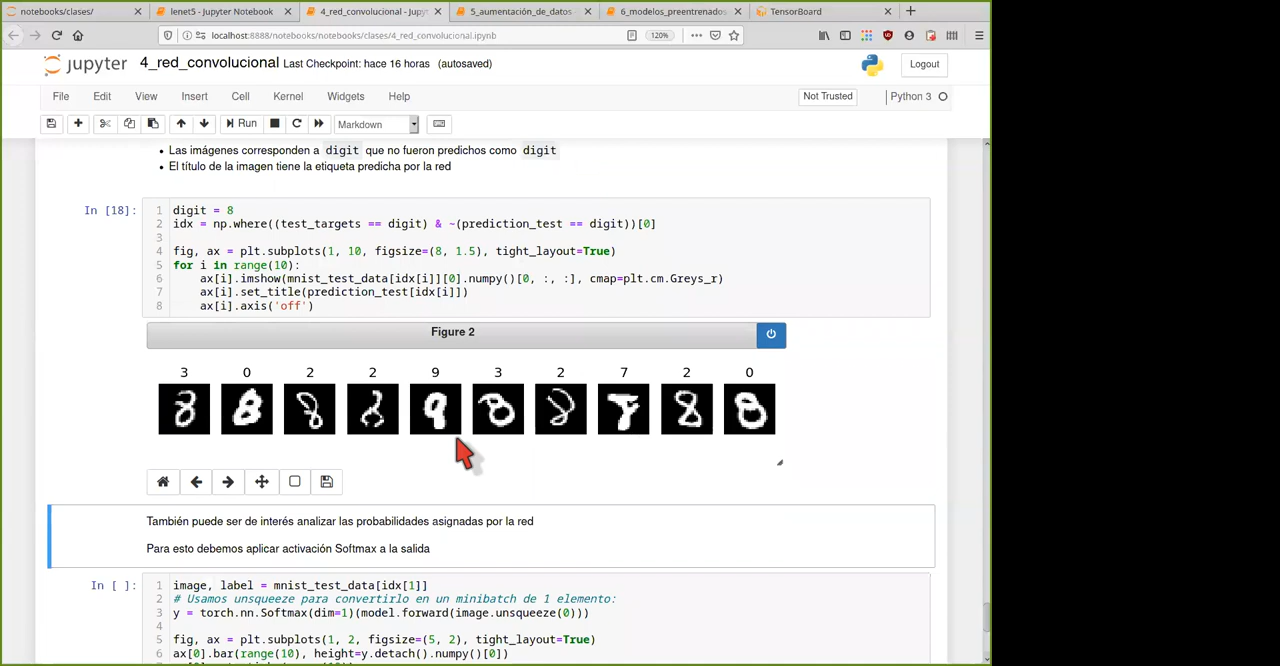 notebooks/clases/
lenet5 - Jupyter Notebook
4_red_convolucional - Jupyt
5_aumentación_de_datos
6_modelos_preentrenados
TensorBoard
localhost:8888/notebooks/notebooks/clases/4_red_convolucional.ipynb
120%
jupyter 4_red_convolucional Last Checkpoint: hace 16 horas (autosaved)
Logout
File Edit View Insert Cell Kernel Widgets Help
Not Trusted
Python 3
Run
Markdown
• Las imágenes corresponden a digit que no fueron predichos como digit
• El título de la imagen tiene la etiqueta predicha por la red
In [18]:
1 digit = 8
2 idx = np.where((test_targets == digit) & ~(prediction_test == digit))[0]
3
4 fig, ax = plt.subplots(1, 10, figsize=(8, 1.5), tight_layout=True)
5 for i in range(10):
6     ax[i].imshow(mnist_test_data[idx[i]][0].numpy()[0, :, :], cmap=plt.cm.Greys_r)
7     ax[i].set_title(prediction_test[idx[i]])
8     ax[i].axis('off')
Figure 2
3 0 2 2 9 3 2 7 2 0
También puede ser de interés analizar las probabilidades asignadas por la red
Para esto debemos aplicar activación Softmax a la salida
In [ ]:
1 image, label = mnist_test_data[idx[1]]
2 # Usamos unsqueeze para convertirlo en un minibatch de 1 elemento:
3 y = torch.nn.Softmax(dim=1)(model.forward(image.unsqueeze(0)))
4
5 fig, ax = plt.subplots(1, 2, figsize=(5, 2), tight_layout=True)
6 ax[0].bar(range(10), height=y.detach().numpy()[0])